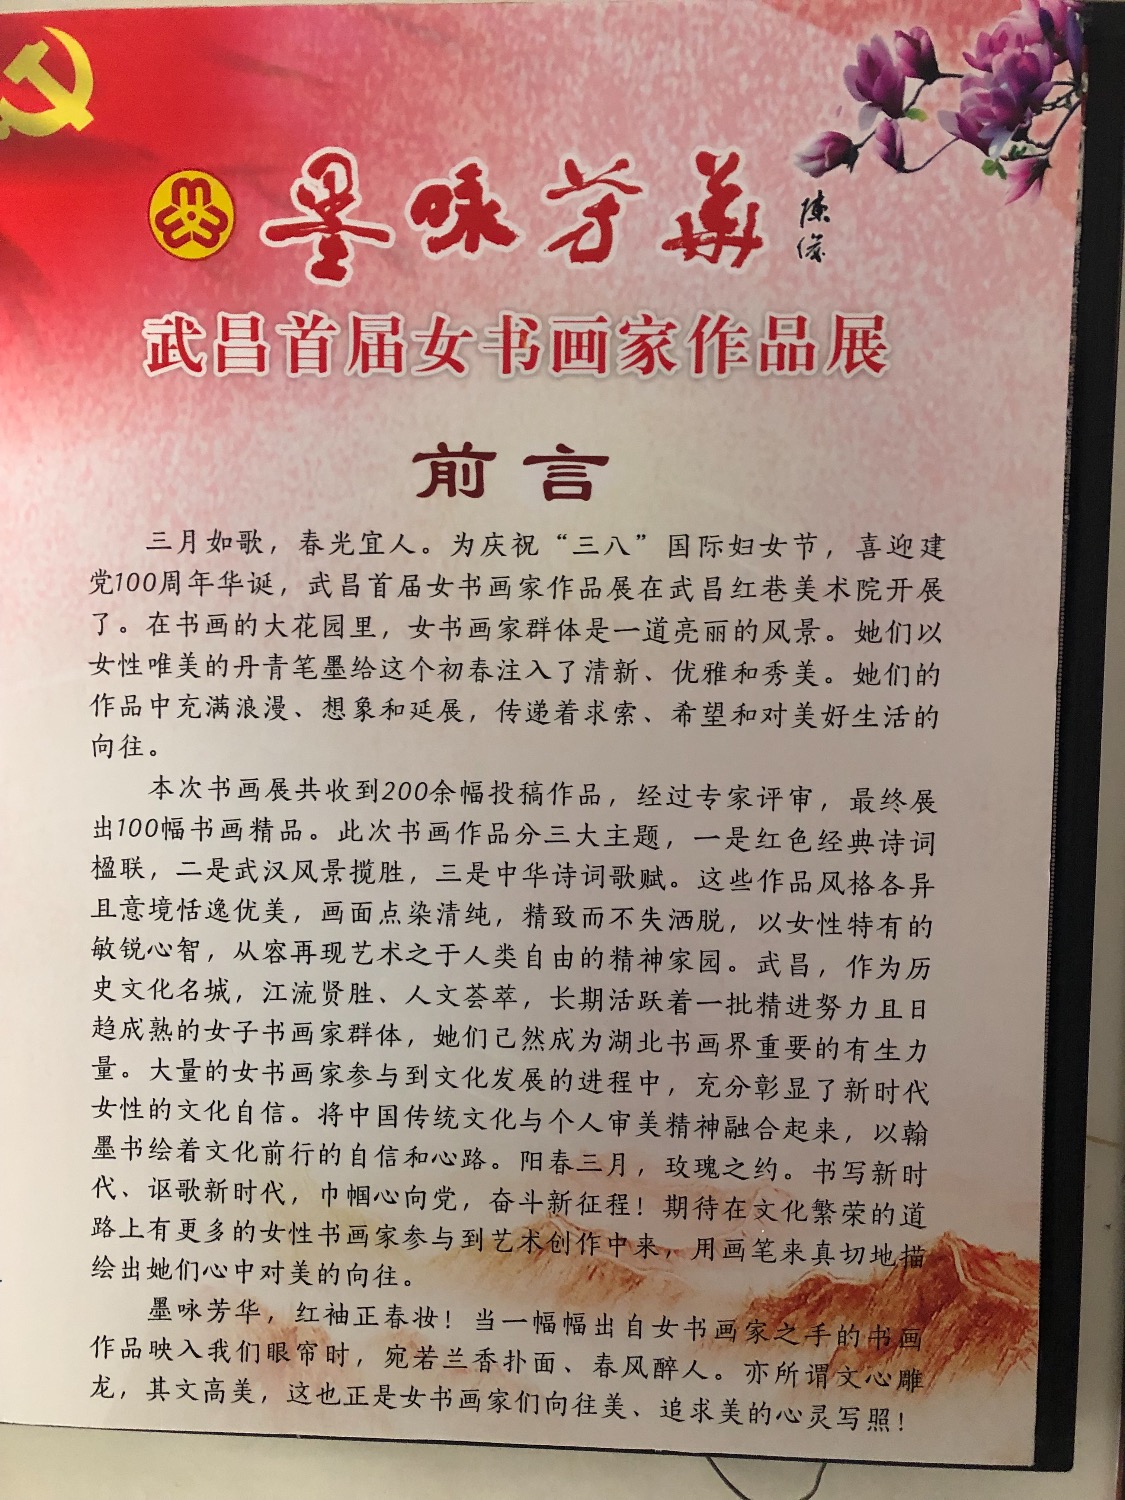 墨咏芳华
陈俊
武昌首届女书画家作品展
前言
三月如歌，春光宜人。为庆祝“三八”国际妇女节，喜迎建
党100周年华诞，武昌首届女书画家作品展在武昌红巷美术院开展
了。在书画的大花园里，女书画家群体是一道亮丽的风景。她们以
女性唯美的丹青笔墨给这个初春注入了清新、优雅和秀美。她们的
作品中充满浪漫、想象和延展，传递着求索、希望和对美好生活的
向往。
本次书画展共收到200余幅投稿作品，经过专家评审，最终展
出100幅书画精品。此次书画作品分三大主题，一是红色经典诗词
楹联，二是武汉风景揽胜，三是中华诗词歌赋。这些作品风格各异
且意境恬逸优美，画面点染清纯，精致而不失洒脱，以女性特有的
敏锐心智，从容再现艺术之于人类自由的精神家园。武昌，作为历
史文化名城，江流贤胜、人文荟萃，长期活跃着一批精进努力且日
趋成熟的女子书画家群体，她们己然成为湖北书画界重要的有生力
量。大量的女书画家参与到文化发展的进程中，充分彰显了新时代
女性的文化自信。将中国传统文化与个人审美精神融合起来，以翰
墨书绘着文化前行的自信和心路。阳春三月，玫瑰之约。书写新时
代、讴歌新时代，巾帼心向党，奋斗新征程！期待在文化繁荣的道
路上有更多的女性书画家参与到艺术创作中来，用画笔来真切地描
绘出她们心中对美的向往。
墨咏芳华，红袖正春妆！当一幅幅出自女书画家之手的书画
作品映入我们眼帘时，宛若兰香扑面、春风醉人。亦所谓文心雕
龙，其文高美，这也正是女书画家们向往美、追求美的心灵写照！